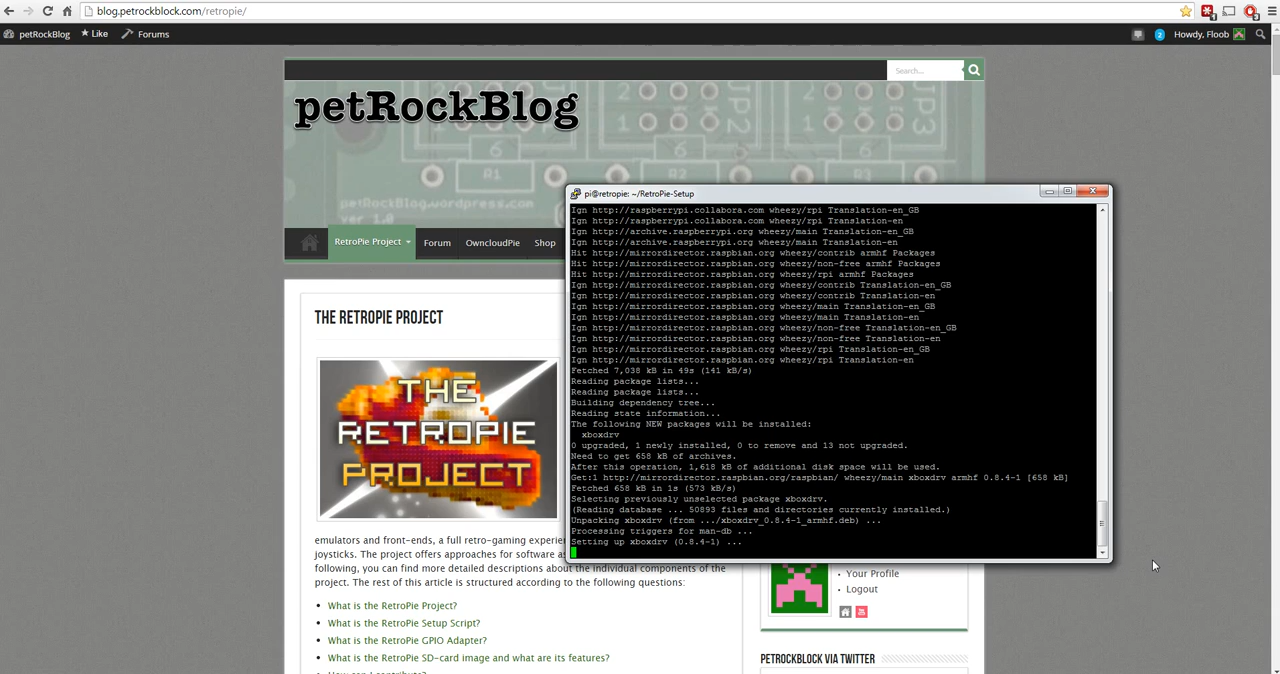 blog.petrockblock.com/retropie/
petRockBlog Like Forums 2 Howdy, Floob
Search...
petRockBlog
R1
ver 1.0
petRockBlog.wordpress.com
RetroPie Project Forum OwncloudPie Shop
THE RETROPIE PROJECT
THE
RETROPIE
PROJECT
emulators and front-ends, a full retro-gaming experie
joysticks. The project offers approaches for software as
following, you can find more detailed descriptions about the individual components of the
project. The rest of this article is structured according to the following questions:
• What is the RetroPie Project?
• What is the RetroPie Setup Script?
• What is the RetroPie GPIO Adapter?
• What is the RetroPie SD-card image and what are its features?
• How can I contribute?
pi@retropie: ~/RetroPie-Setup
Ign http://raspberrypi.collabora.com wheezy/rpi Translation-en_GB
Ign http://raspberrypi.collabora.com wheezy/rpi Translation-en
Ign http://archive.raspberrypi.org wheezy/main Translation-en_GB
Ign http://archive.raspberrypi.org wheezy/main Translation-en
Hit http://mirrordirector.raspbian.org wheezy/contrib armhf Packages
Hit http://mirrordirector.raspbian.org wheezy/non-free armhf Packages
Hit http://mirrordirector.raspbian.org wheezy/rpi armhf Packages
Ign http://mirrordirector.raspbian.org wheezy/contrib Translation-en_GB
Ign http://mirrordirector.raspbian.org wheezy/contrib Translation-en
Ign http://mirrordirector.raspbian.org wheezy/main Translation-en_GB
Ign http://mirrordirector.raspbian.org wheezy/main Translation-en
Ign http://mirrordirector.raspbian.org wheezy/non-free Translation-en_GB
Ign http://mirrordirector.raspbian.org wheezy/non-free Translation-en
Ign http://mirrordirector.raspbian.org wheezy/rpi Translation-en_GB
Ign http://mirrordirector.raspbian.org wheezy/rpi Translation-en
Fetched 7,038 kB in 49s (141 kB/s)
Reading package lists...
Reading package lists...
Building dependency tree...
Reading state information...
The following NEW packages will be installed:
xboxdrv
0 upgraded, 1 newly installed, 0 to remove and 13 not upgraded.
Need to get 658 kB of archives.
After this operation, 1,618 kB of additional disk space will be used.
Get:1 http://mirrordirector.raspbian.org/raspbian/ wheezy/main xboxdrv armhf 0.8.4-1 [658 kB]
Fetched 658 kB in 1s (573 kB/s)
Selecting previously unselected package xboxdrv.
(Reading database ... 50893 files and directories currently installed.)
Unpacking xboxdrv (from .../xboxdrv_0.8.4-1_armhf.deb) ...
Processing triggers for man-db ...
Setting up xboxdrv (0.8.4-1) ...
• Your Profile
• Logout
PETROCKBLOCK VIA TWITTER